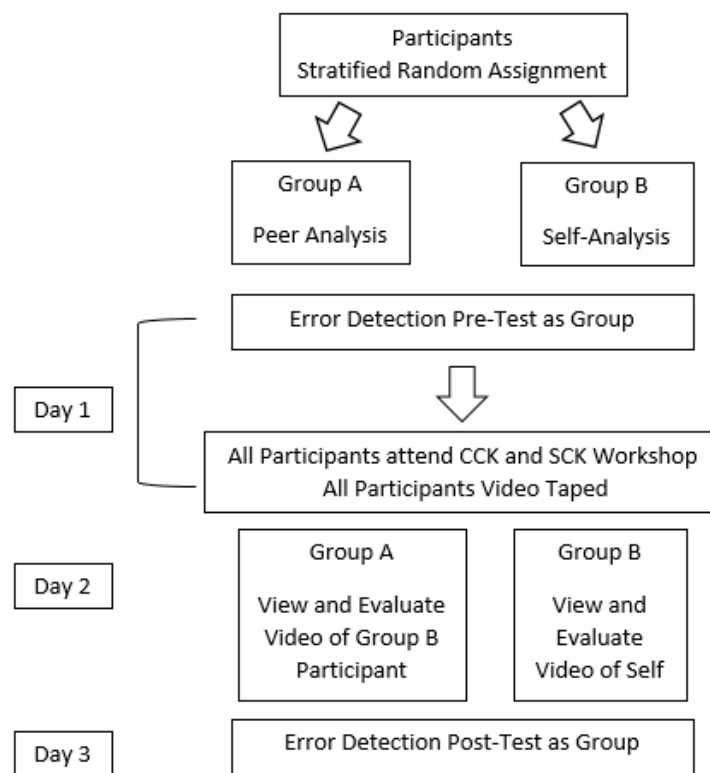 Participants
Stratified Random Assignment
Group A
Peer Analysis
Group B
Self-Analysis
Error Detection Pre-Test as Group
Day 1
All Participants attend CCK and SCK Workshop
All Participants Video Taped
Day 2
Group A
View and Evaluate
Video of Group B
Participant
Group B
View and
Evaluate
Video of Self
Day 3
Error Detection Post-Test as Group